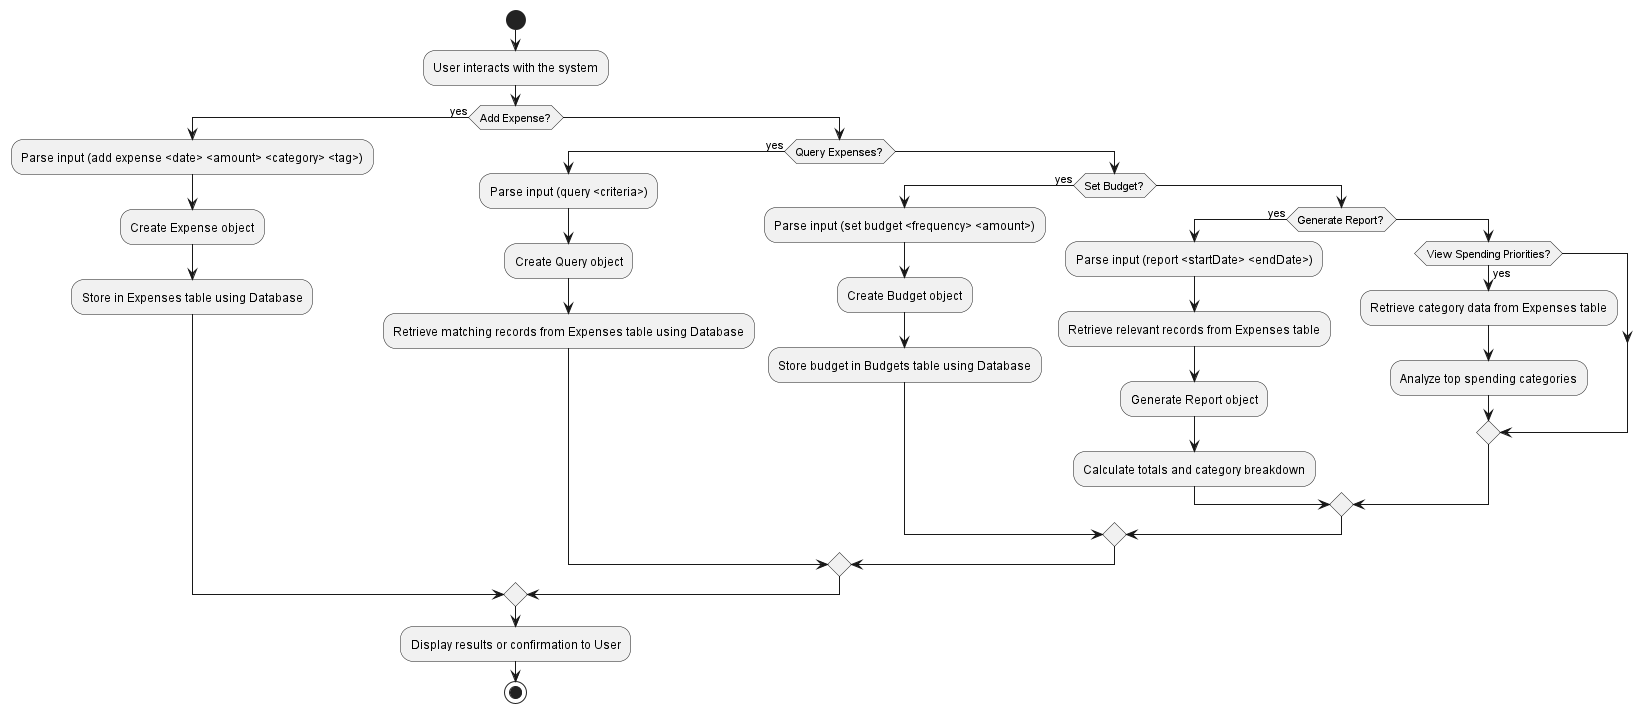 User interacts with the system
yes
Add Expense?
Parse input (add expense <date> <amount> <category> <tag>)
Create Expense object
Store in Expenses table using Database
yes
Query Expenses?
Parse input (query <criteria>)
Create Query object
Retrieve matching records from Expenses table using Database
yes
Set Budget?
Parse input (set budget <frequency> <amount>)
Create Budget object
Store budget in Budgets table using Database
yes
Generate Report?
Parse input (report <startDate> <endDate>)
Retrieve relevant records from Expenses table
Generate Report object
Calculate totals and category breakdown
View Spending Priorities?
yes
Retrieve category data from Expenses table
Analyze top spending categories
Display results or confirmation to User